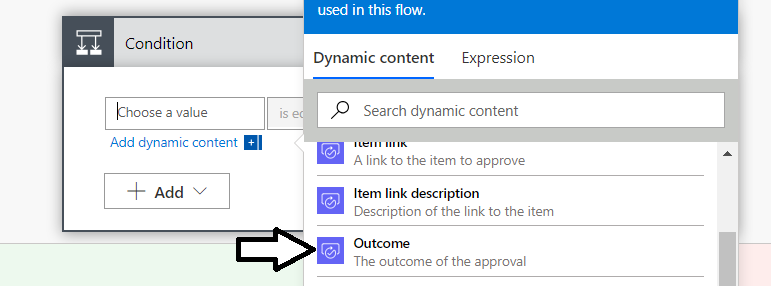 used in this flow.
Condition
Dynamic content
Expression
Choose a value
is eq
Search dynamic content
Add dynamic content
Item link
A link to the item to approve
Add
Item link description
Description of the link to the item
Outcome
The outcome of the approval